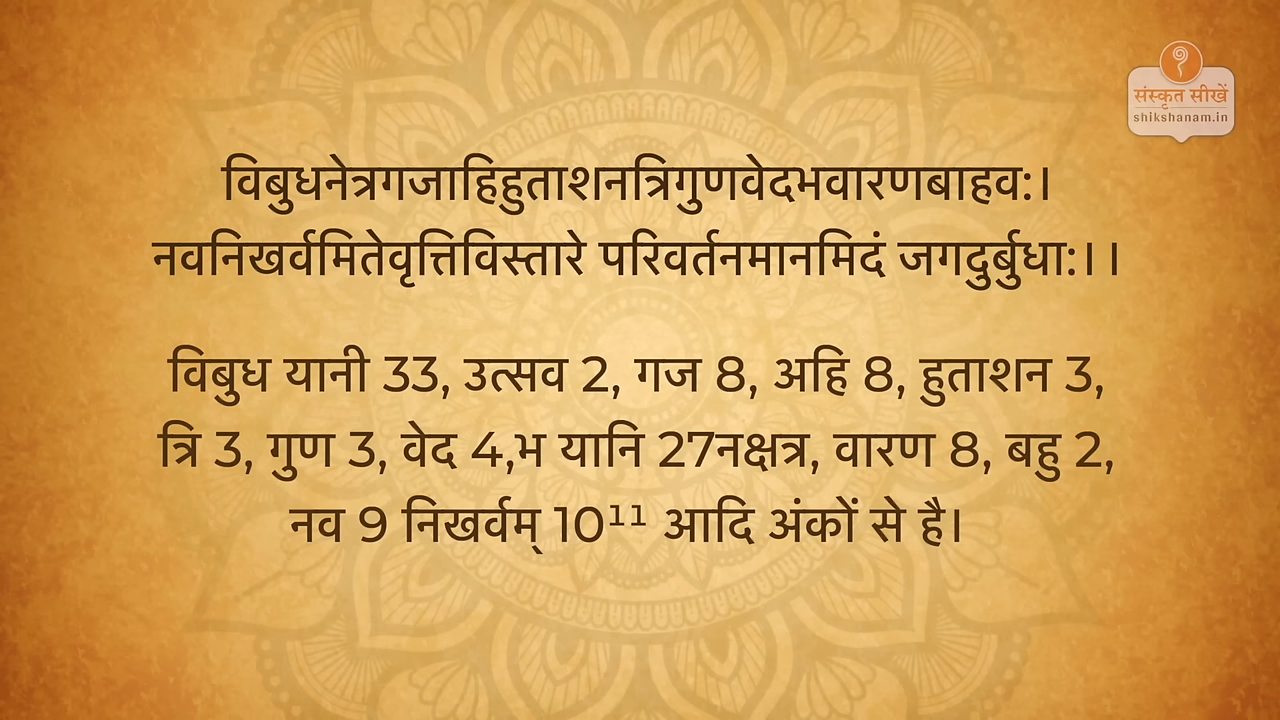 संस्कृत सीखें
shikshanam.in
विबुधनेत्रगजाहिहुताशनत्रिगुणवेदभवारणबाहव:।
नवनिखर्वमितेवृत्तिविस्तारे परिवर्तनमानमिदं जगदुर्बुधा:।।
विबुध यानी 33, उत्सव 2, गज 8, अहि 8, हुताशन 3,
त्रि 3, गुण 3, वेद 4,भ यानि 27नक्षत्र, वारण 8, बहु 2,
नव 9 निखर्वम् 10¹¹ आदि अंकों से है।